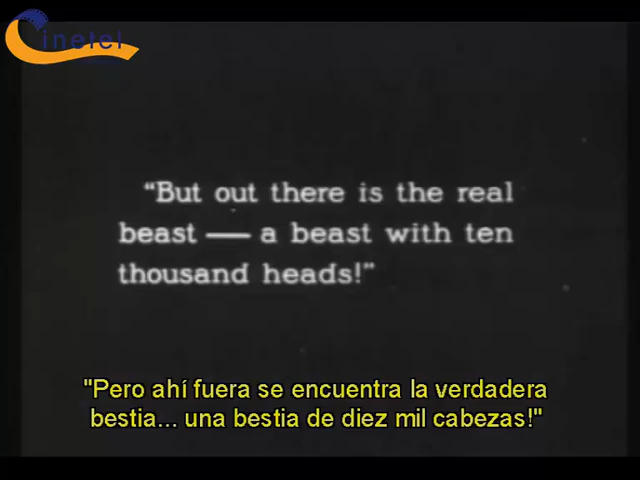 Cinetel
“But out there is the real
beast — a beast with ten
thousand heads!”
"Pero ahí fuera se encuentra la verdadera
bestia... una bestia de diez mil cabezas!"